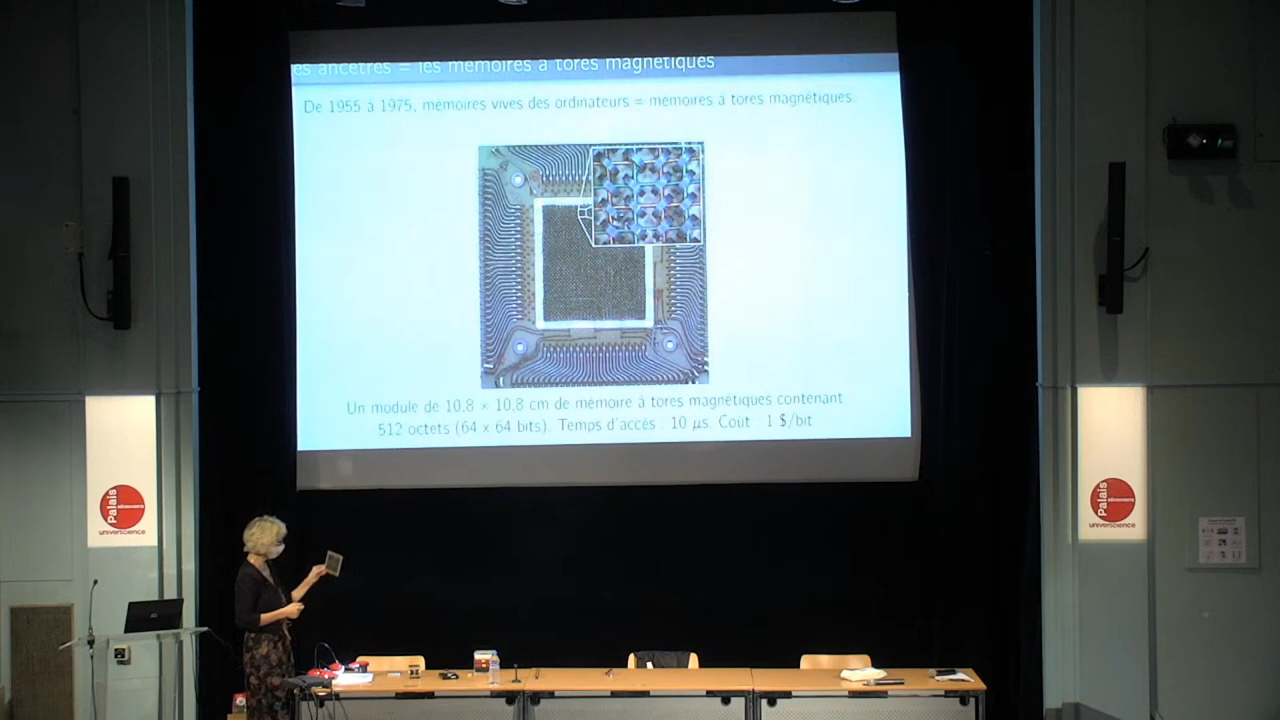 es ancêtres = les mémoires à tores magnétiques
De 1955 à 1975, mémoires vives des ordinateurs = mémoires à tores magnétiques.
Un module de 10.8 × 10,8 cm de mémoire à tores magnétiques contenant
512 octets (64 x 64 bits). Temps d'accès : 10 μs. Coût : 1 $/bit
Palais
DÉCOUVERTE
universcience
Palais
DÉCOUVERTE
universcience